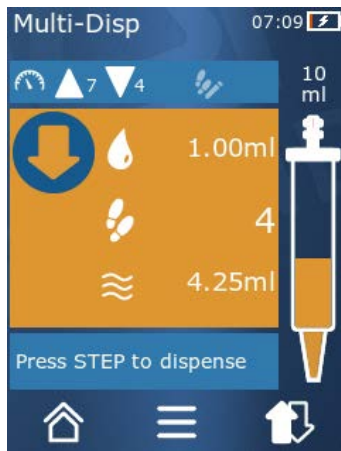 Multi-Disp 07:09
7 4
10
ml
1.00ml
4
4.25ml
Press STEP to dispense